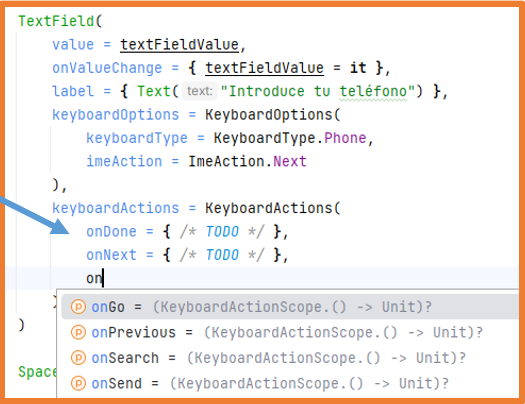 TextField(
value = textFieldValue,
onValueChange = { textFieldValue = it },
label = { Text( text: "Introduce tu teléfono") },
keyboardOptions = KeyboardOptions(
keyboardType = KeyboardType.Phone,
imeAction = ImeAction.Next
),
keyboardActions = KeyboardActions(
onDone = { /* TODO */ },
onNext = { /* TODO */ },
on
)
p onGo = (KeyboardActionScope.() -> Unit)?
p onPrevious = (KeyboardActionScope.() -> Unit)?
)
p onSearch = (KeyboardActionScope.() -> Unit)?
Space
p onSend = (KeyboardActionScope.() -> Unit)?